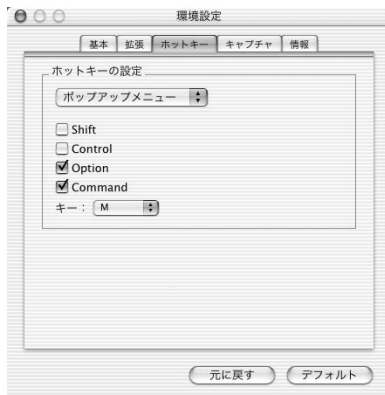 環境設定
基本 拡張 ホットキー キャプチャ 情報
ホットキーの設定
ポップアップメニュー
Shift
Control
Option
Command
キー： M
元に戻す デフォルト